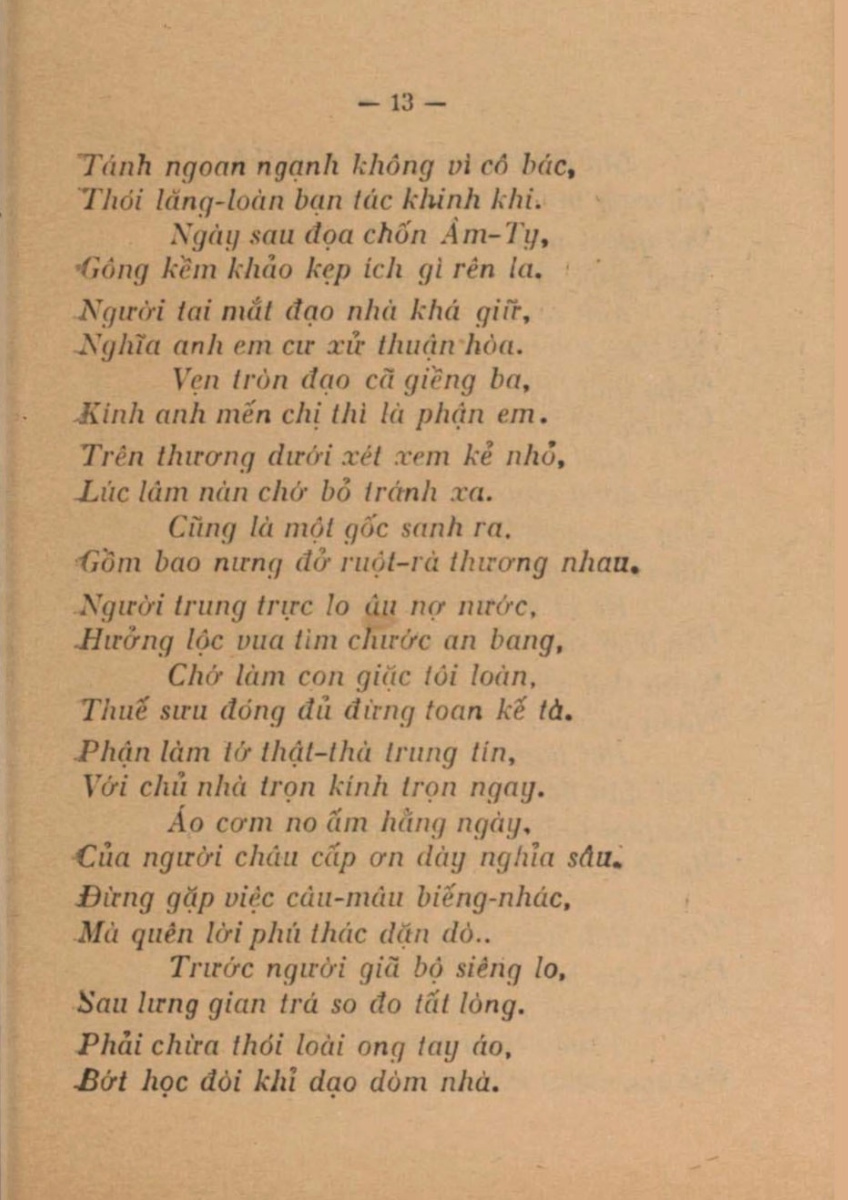 — 13 —
Tánh ngoan ngạnh không vì cô bác,
Thói lăng-loàn bạn tác khinh khi.
Ngày sau đọa chốn Âm-Ty,
Gông kềm khảo kẹp ích gì rên la.
Người tai mắt đạo nhà khá giữ,
Nghĩa anh em cư xử thuận hòa.
Vẹn tròn đạo cã giềng ba,
Kính anh mến chị thì là phận em.
Trên thương dưới xét xem kẻ nhỏ,
Lúc lâm nàn chớ bỏ tránh xa.
Cũng là một gốc sanh ra,
Gồm bao nưng đở ruột-rà thương nhau.
Người trung trực lo âu nợ nước,
Hưởng lộc vua tìm chước an bang,
Chớ làm con giặc tôi loàn,
Thuế sưu đóng đủ đừng toan kế tà.
Phận làm tớ thật-thà trung tín,
Với chủ nhà trọn kính trọn ngay.
Áo cơm no ấm hằng ngày,
Của người châu cấp ơn dày nghỉa sâu.
Đừng gặp việc câu-mâu biếng-nhác,
Mà quên lời phú thác dặn dò..
Trước người giã bộ siêng lo,
Sau lưng gian trá so đo tất lòng.
Phải chừa thói loài ong tay áo,
Bớt học đòi khỉ dạo dòm nhà.